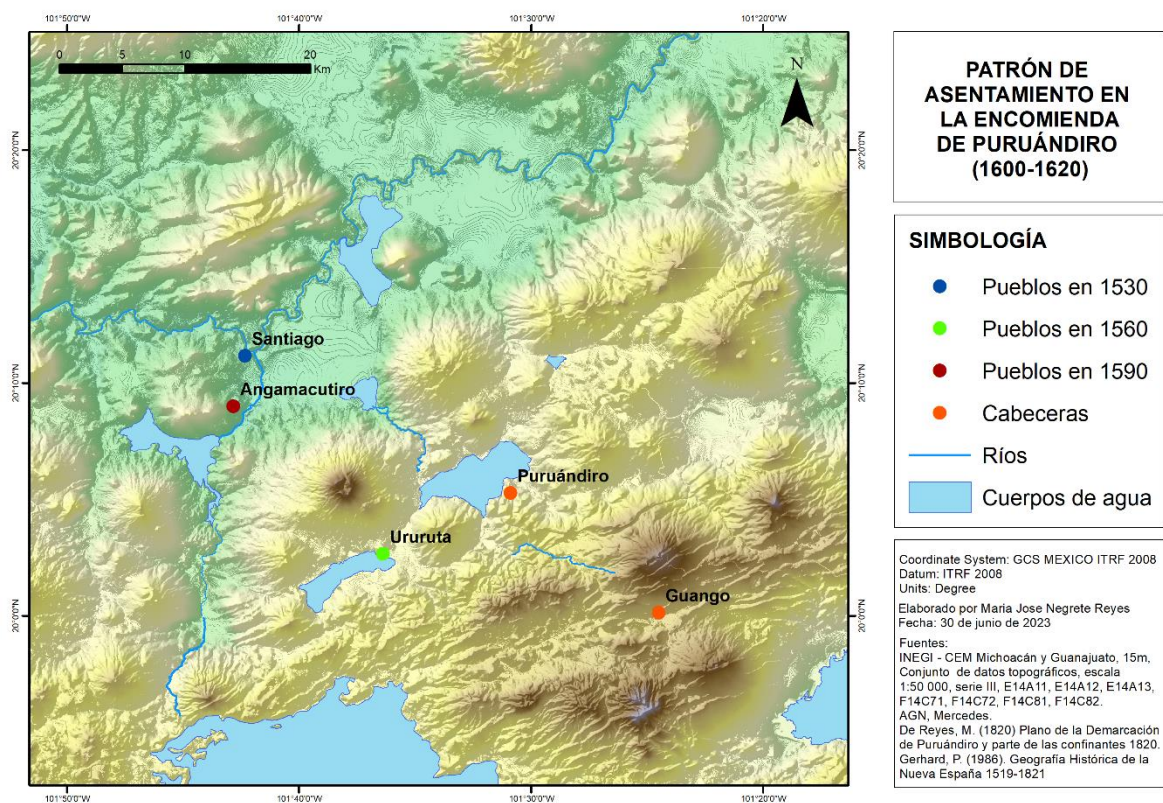 101°50'0"W
101°40'0"W
101°30'0"W
101°20'0"W
0
5
10
20
Km
N
20°20'0"N
20°20'0"N
20°10'0"N
20°10'0"N
20°0'0"N
20°0'0"N
Santiago
Angamacutiro
Puruándiro
Ururuta
Guango
101°50'0"W
101°40'0"W
101°30'0"W
101°20'0"W
PATRÓN DE
ASENTAMIENTO EN
LA ENCOMIENDA
DE PURUÁNDIRO
(1600-1620)
SIMBOLOGÍA
Pueblos en 1530
Pueblos en 1560
Pueblos en 1590
Cabeceras
Ríos
Cuerpos de agua
Coordinate System: GCS MEXICO ITRF 2008
Datum: ITRF 2008
Units: Degree
Elaborado por Maria Jose Negrete Reyes
Fecha: 30 de junio de 2023
Fuentes:
INEGI - CEM Michoacán y Guanajuato, 15m,
Conjunto de datos topográficos, escala
1:50 000, serie III, E14A11, E14A12, E14A13,
F14C71, F14C72, F14C81, F14C82.
AGN, Mercedes.
De Reyes, M. (1820) Plano de la Demarcación
de Puruándiro y parte de las confinantes 1820.
Gerhard, P. (1986). Geografía Histórica de la
Nueva España 1519-1821